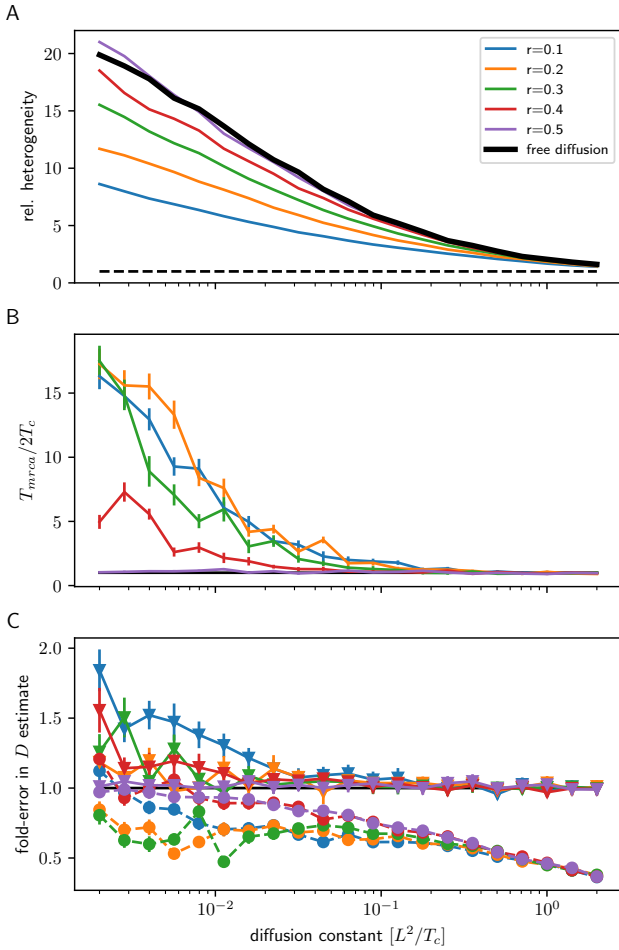 A
rel. heterogeneity
20
15
10
5
0
r=0.1
r=0.2
r=0.3
r=0.4
r=0.5
free diffusion
B
T_{mrca}/2T_c
15
10
5
0
C
fold-error in D estimate
2.0
1.5
1.0
0.5
10^{-2}
10^{-1}
10^{0}
diffusion constant [L^2/T_c]